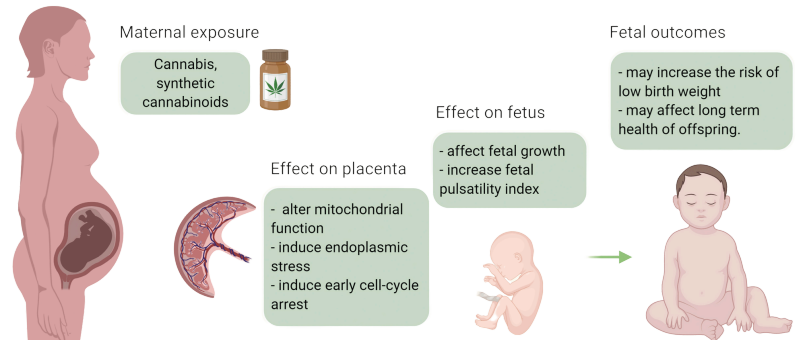 Maternal exposure
Cannabis,
synthetic
cannabinoids
Effect on placenta
- alter mitochondrial
function
- induce endoplasmic
stress
- induce early cell-cycle
arrest
Effect on fetus
- affect fetal growth
- increase fetal
pulsatility index
Fetal outcomes
- may increase the risk of
low birth weight
- may affect long term
health of offspring.